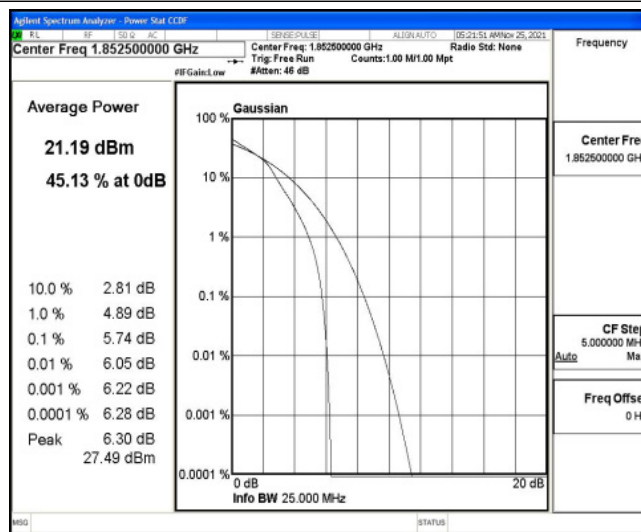 Agilent Spectrum Analyzer - Power Stat CCDF
RL RF 50 Ω AC SENSE:PULSE ALIGNAUTO 05:21:51 AMNov 25, 2021
Center Freq 1.852500000 GHz
Center Freq: 1.852500000 GHz Radio Std: None
Trig: Free Run Counts:1.00 M/1.00 Mpt
#IFGain:Low #Atten: 46 dB
Frequency
Average Power
21.19 dBm
45.13 % at 0dB
10.0 % 2.81 dB
1.0 % 4.89 dB
0.1 % 5.74 dB
0.01 % 6.05 dB
0.001 % 6.22 dB
0.0001 % 6.28 dB
Peak 6.30 dB
27.49 dBm
Gaussian
100 %
10 %
1 %
0.1 %
0.01 %
0.001 %
0.0001 %
0 dB 20 dB
Info BW 25.000 MHz
Center Fre
1.852500000 GH
CF Ste
5.000000 MH
Auto Ma
Freq Offse
0 H
MSG STATUS